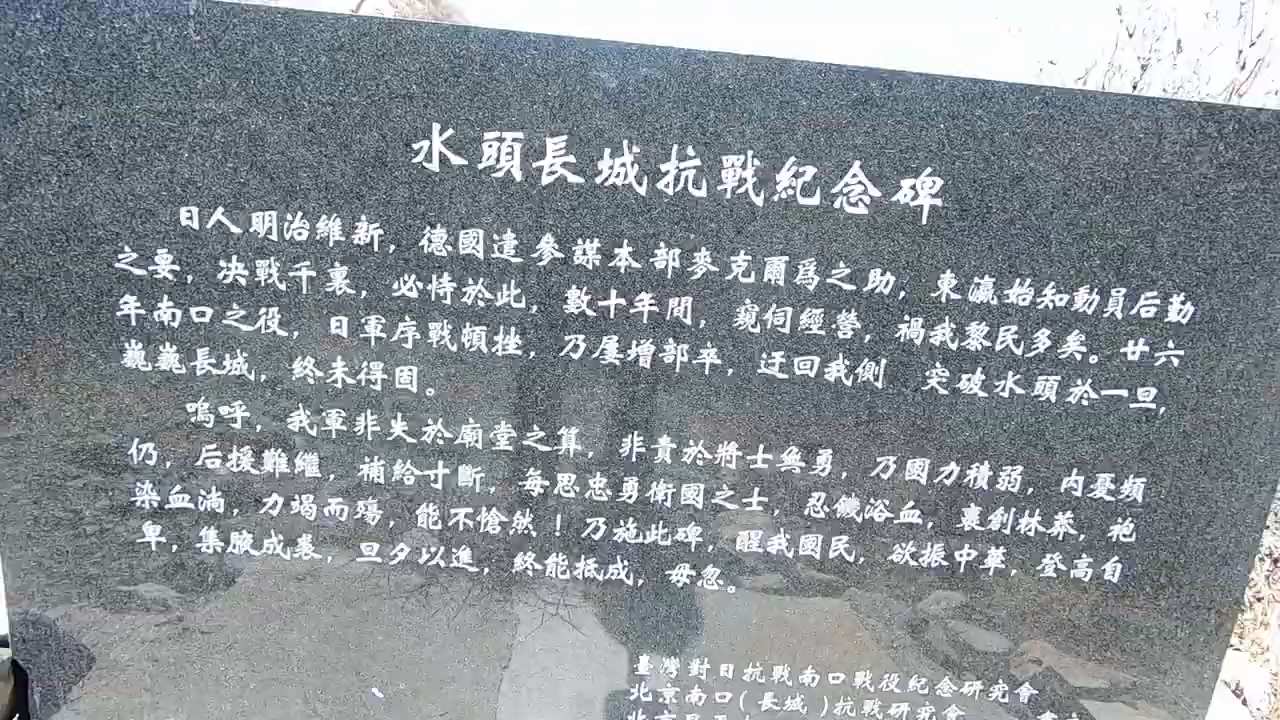 水頭長城抗戰紀念碑
日人明治維新，德國遣參謀本部麥克爾爲之助，東瀛始知動員后勤
之要，决戰千裏，必恃於此，數十年間，窺伺經營，禍我黎民多矣。廿六
年南口之役，日軍序戰頓挫，乃屢增部卒，迂回我側　突破水頭於一旦，
巍巍長城，終未得固。
嗚呼，我軍非失於廟堂之算，非責於將士無勇，乃國力積弱，内憂頻
仍，后援難繼，補給寸斷，每思忠勇衛國之士，忍饑浴血，裹創林莽，袍
染血淌，力竭而殤，能不愴然！乃施此碑，醒我國民，欲振中華，登高自
卑，集腋成裘，旦夕以進，終能抵成，毋忽。
臺灣對日抗戰南口戰役紀念研究會
北京南口(長城)抗戰研究會